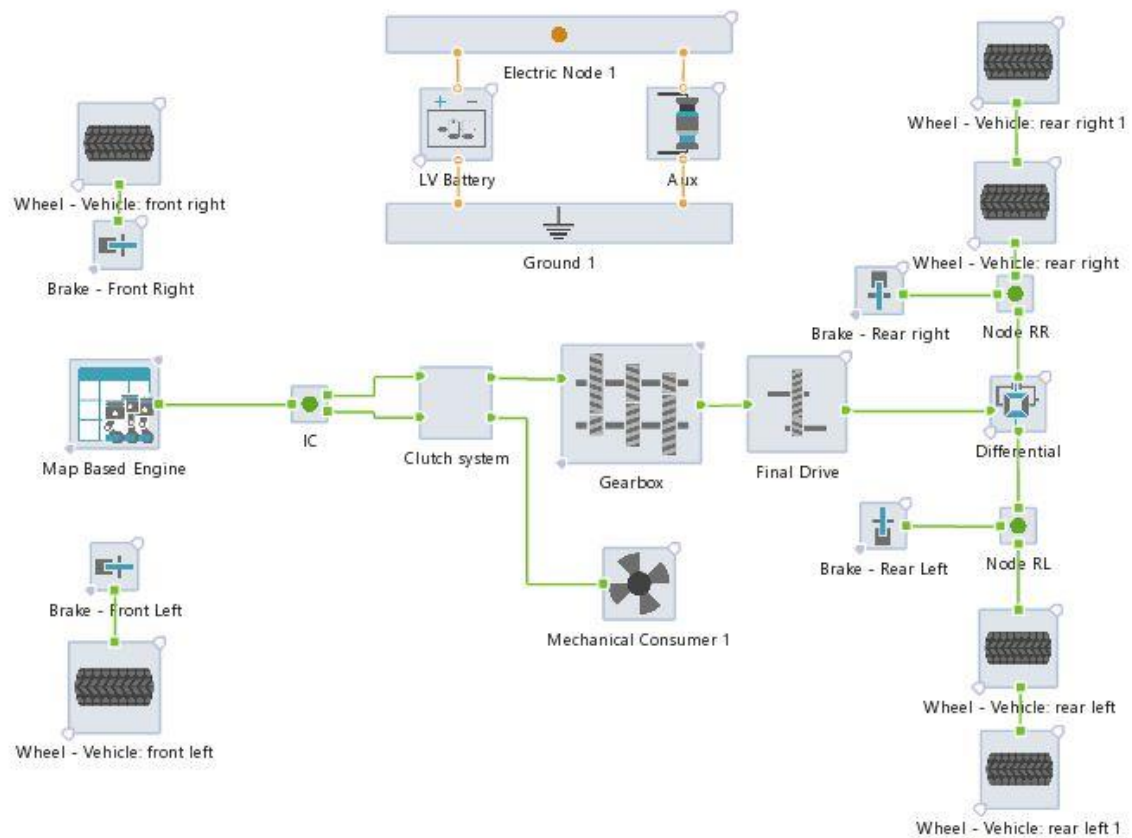 Electric Node 1
Wheel - Vehicle: rear right 1
LV Battery
Aux
Wheel - Vehicle: front right
Ground 1
Wheel - Vehicle: rear right
Brake - Front Right
Brake - Rear right
Node RR
IC
Clutch system
Map Based Engine
Gearbox
Final Drive
Differential
Brake - Rear Left
Node RL
Brake - Front Left
Mechanical Consumer 1
Wheel - Vehicle: rear left
Wheel - Vehicle: front left
Wheel - Vehicle: rear left 1